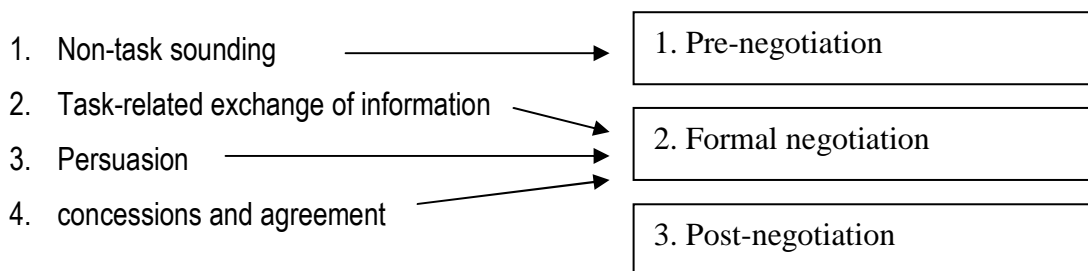 1. Non-task sounding
2. Task-related exchange of information
3. Persuasion
4. concessions and agreement
1. Pre-negotiation
2. Formal negotiation
3. Post-negotiation